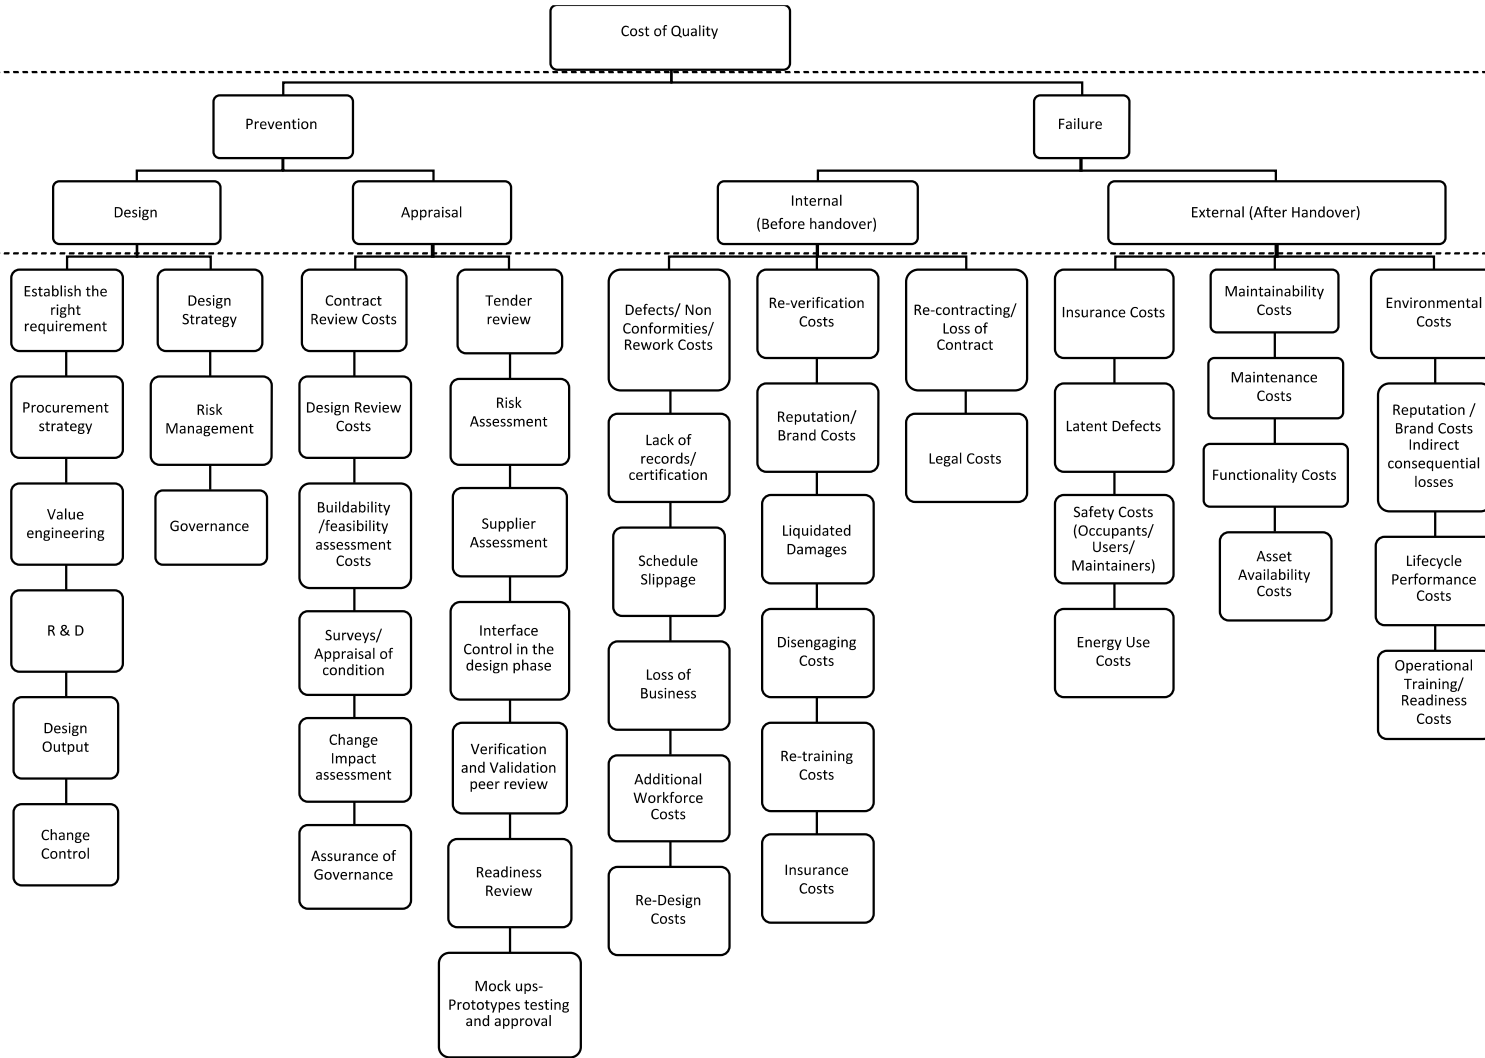 Cost of Quality
Prevention
Failure
Design
Appraisal
Internal
(Before handover)
External (After Handover)
Establish the
right
requirement
Procurement
strategy
Value
engineering
R & D
Design
Output
Change
Control
Design
Strategy
Risk
Management
Governance
Contract
Review Costs
Design Review
Costs
Buildability
/feasibility
assessment
Costs
Surveys/
Appraisal of
condition
Change
Impact
assessment
Assurance of
Governance
Tender
review
Risk
Assessment
Supplier
Assessment
Interface
Control in the
design phase
Verification
and Validation
peer review
Readiness
Review
Mock ups-
Prototypes testing
and approval
Defects/ Non
Conformities/
Rework Costs
Lack of
records/
certification
Schedule
Slippage
Loss of
Business
Additional
Workforce
Costs
Re-Design
Costs
Re-verification
Costs
Reputation/
Brand Costs
Liquidated
Damages
Disengaging
Costs
Re-training
Costs
Insurance
Costs
Re-contracting/
Loss of
Contract
Legal Costs
Insurance Costs
Latent Defects
Safety Costs
(Occupants/
Users/
Maintainers)
Energy Use
Costs
Maintainability
Costs
Maintenance
Costs
Functionality Costs
Asset
Availability
Costs
Environmental
Costs
Reputation /
Brand Costs
Indirect
consequential
losses
Lifecycle
Performance
Costs
Operational
Training/
Readiness
Costs